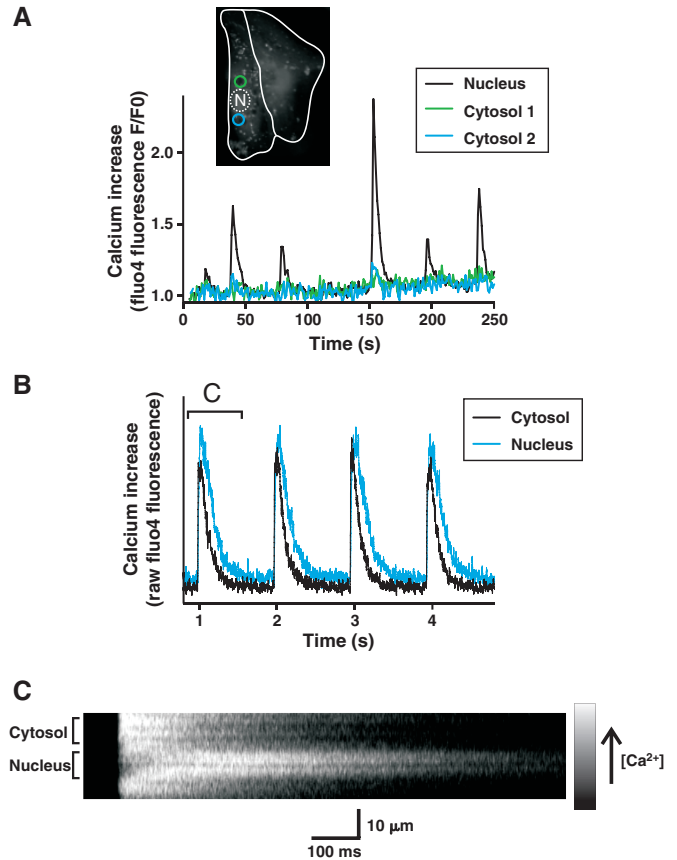 A
N
Nucleus
Cytosol 1
Cytosol 2
Calcium increase
(fluo4 fluorescence F/F0)
2.0
1.5
1.0
0 50 100 150 200 250
Time (s)
B
C
Cytosol
Nucleus
Calcium increase
(raw fluo4 fluorescence)
1 2 3 4
Time (s)
C
Cytosol
Nucleus
[Ca²⁺]
10 μm
100 ms